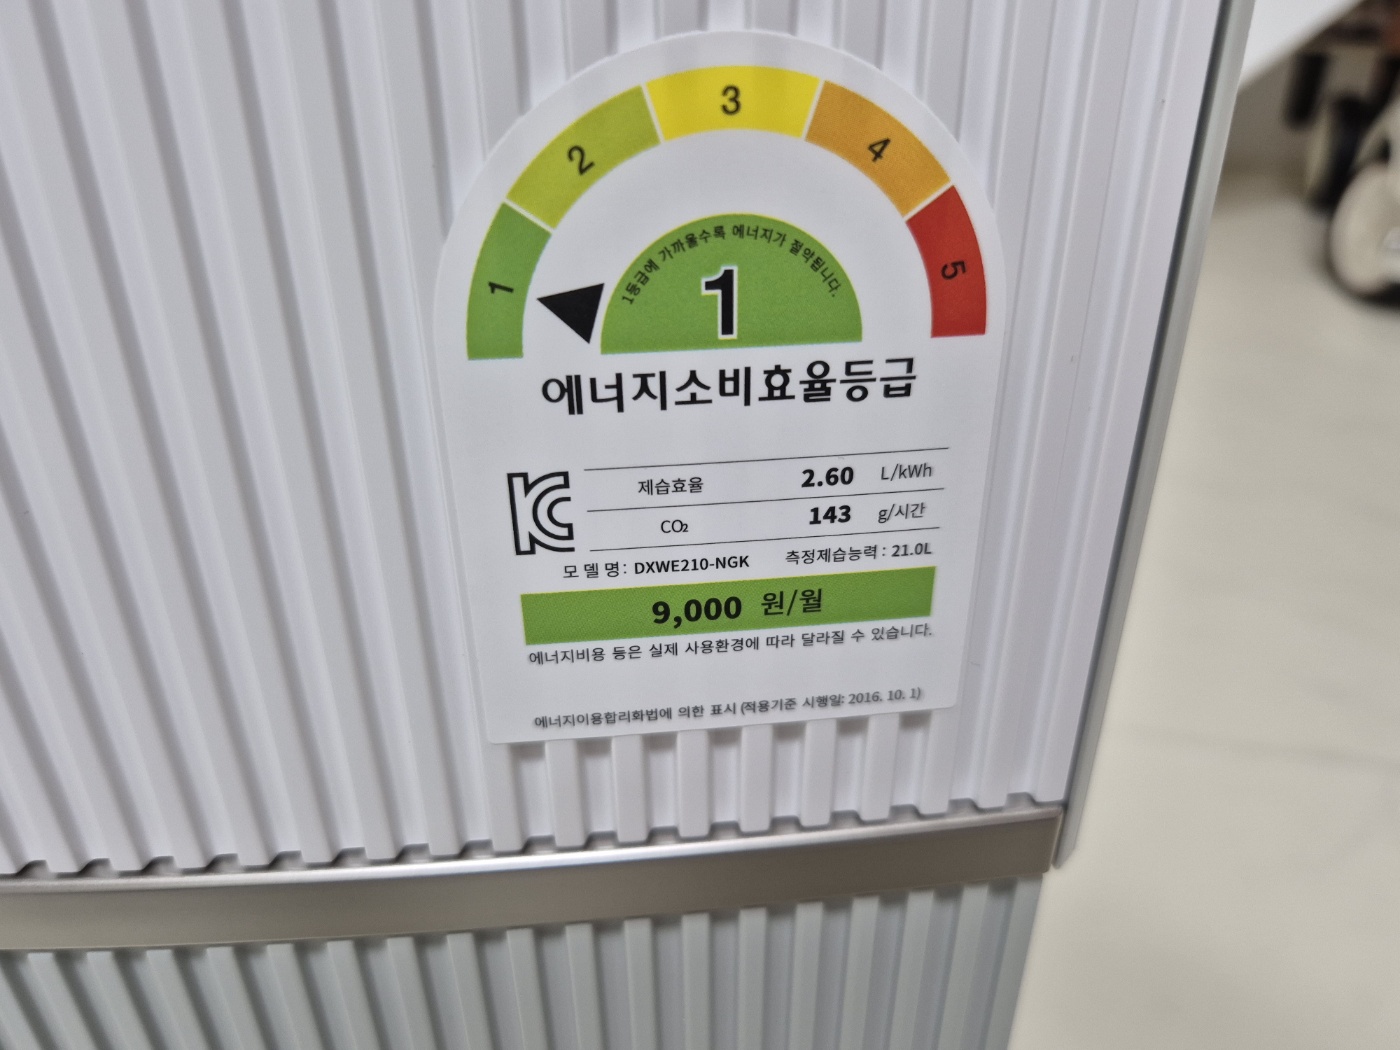 1 2 3 4 5
1등급에 가까울수록 에너지가 절약됩니다.
1
에너지소비효율등급
제습효율 2.60 L/kWh
CO₂ 143 g/시간
모델명: DXWE210-NGK 측정제습능력 : 21.0L
9,000 원/월
에너지비용 등은 실제 사용환경에 따라 달라질 수 있습니다.
에너지이용합리화법에 의한 표시 (적용기준 시행일: 2016. 10. 1)